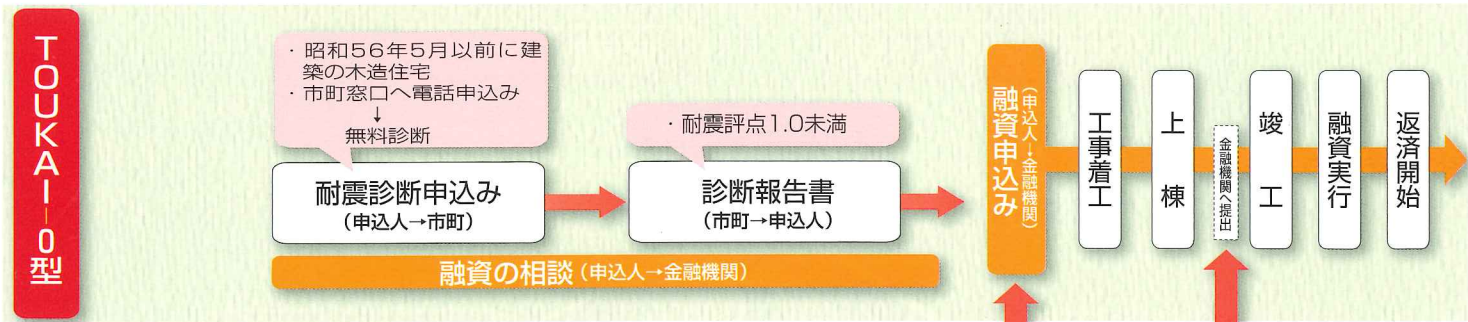 TOUKAI-0型
・昭和56年5月以前に建
築の木造住宅
・市町窓口へ電話申込み
↓
無料診断
耐震診断申込み
(申込人→市町)
・耐震評点1.0未満
診断報告書
(市町→申込人)
融資の相談(申込人→金融機関)
融資申込み
(申込人→金融機関)
工事着工
上棟
金融機関へ提出
竣工
融資実行
返済開始